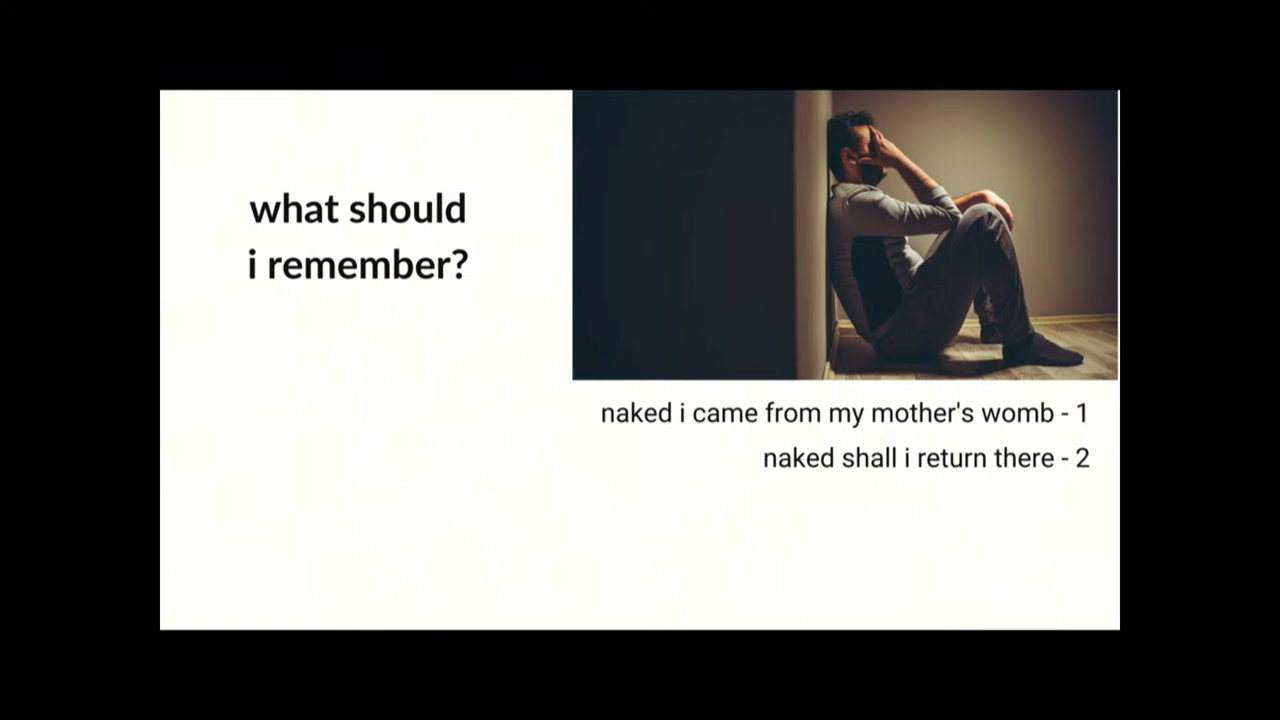 what should
i remember?
naked i came from my mother's womb - 1
naked shall i return there - 2